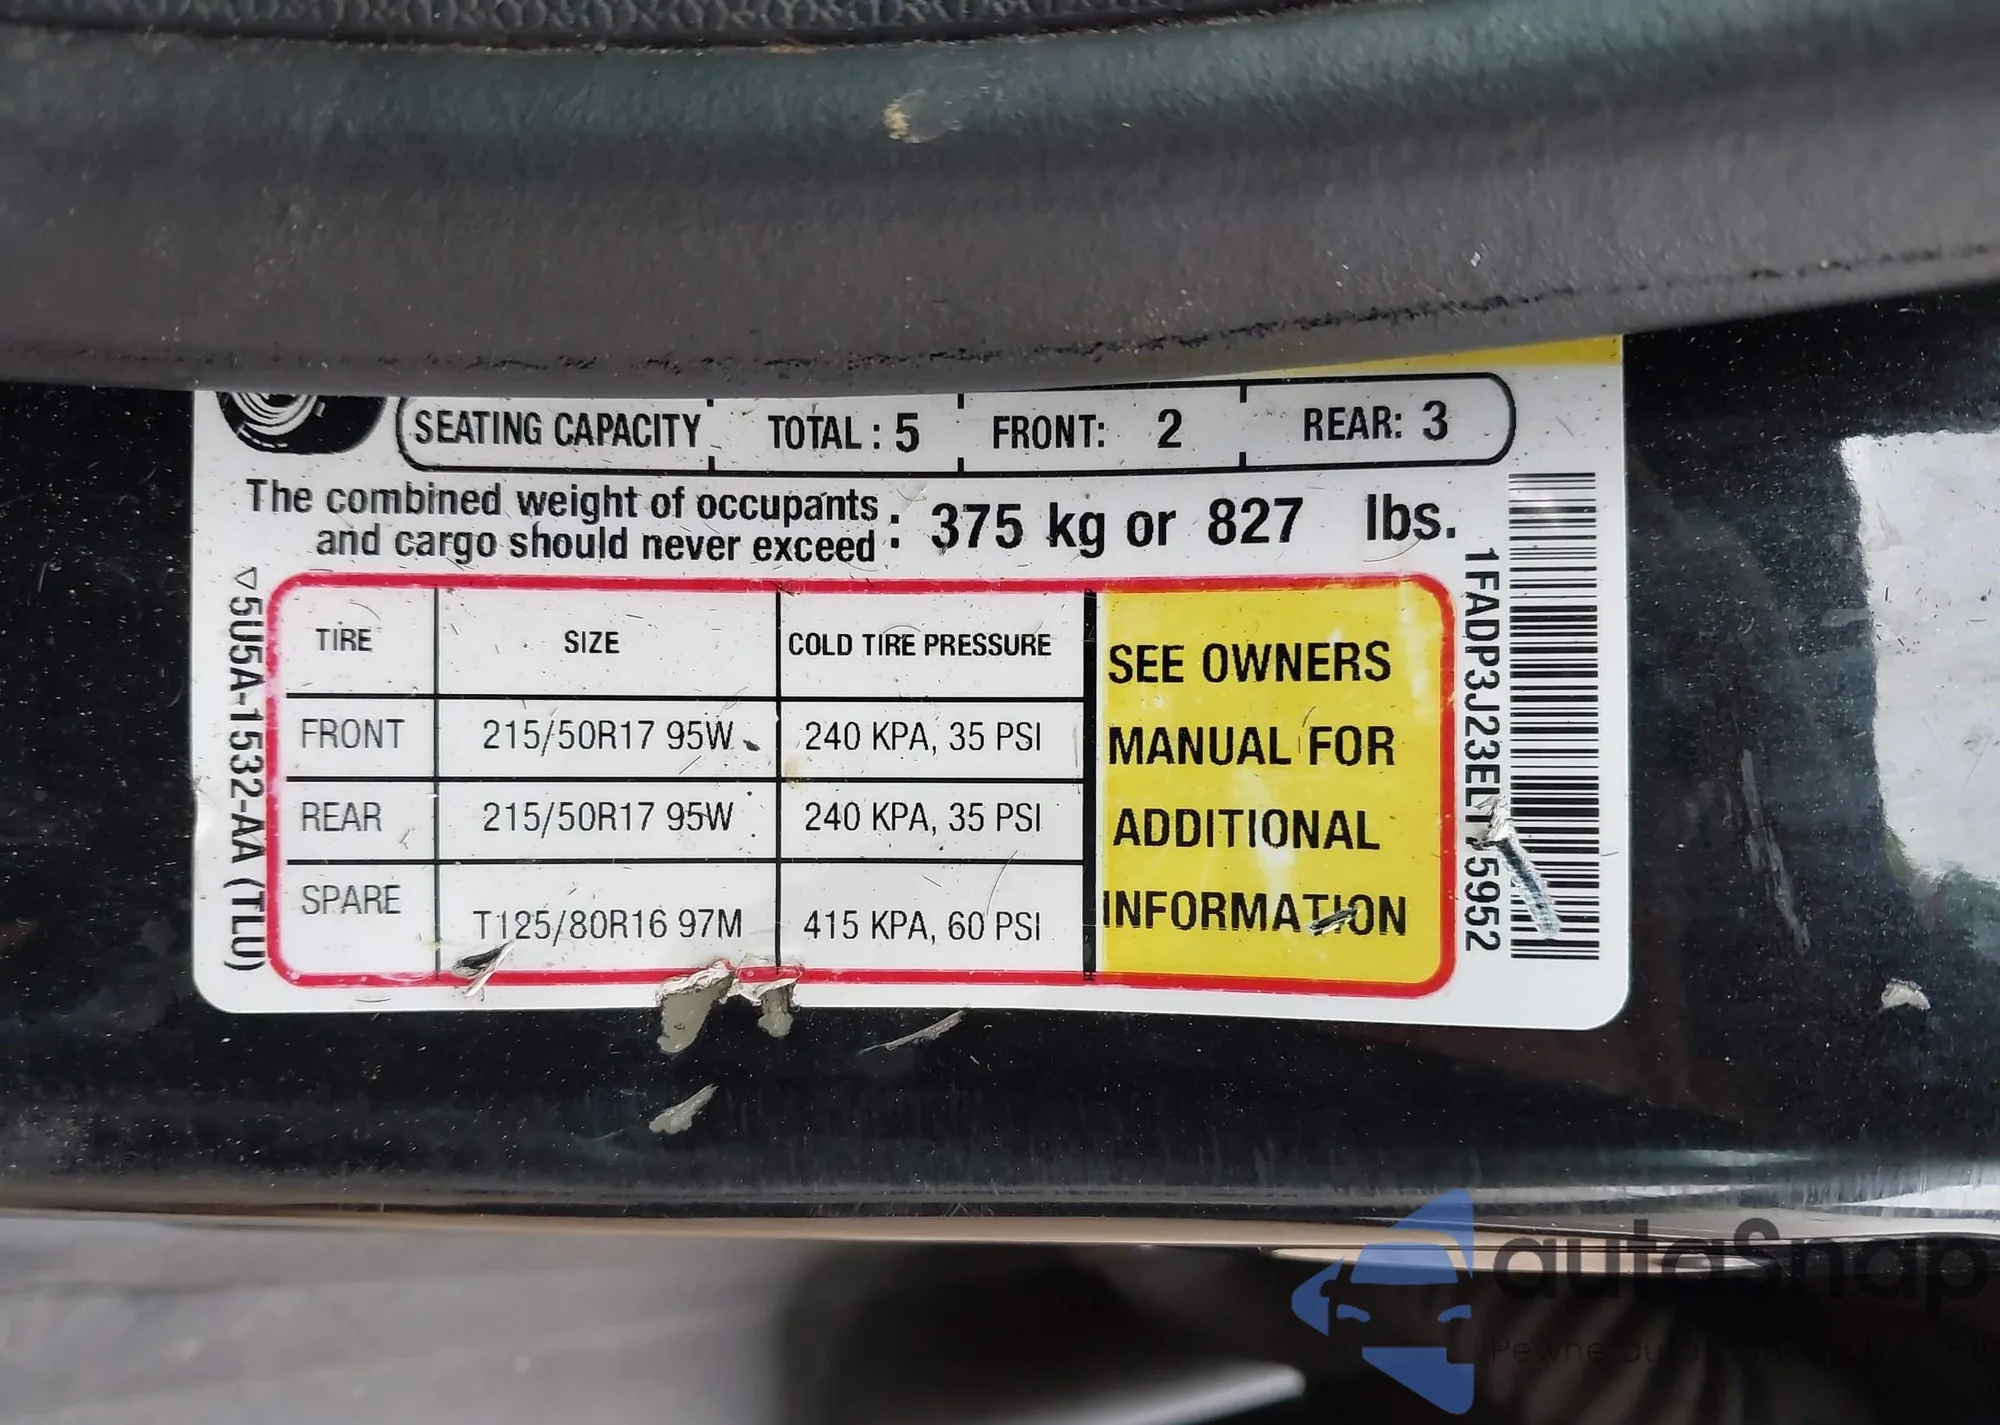 SEATING CAPACITY TOTAL : 5 FRONT: 2 REAR: 3
The combined weight of occupants
and cargo should never exceed : 375 kg or 827 lbs.
TIRE SIZE COLD TIRE PRESSURE
FRONT 215/50R17 95W 240 KPA, 35 PSI
REAR 215/50R17 95W 240 KPA, 35 PSI
SPARE T125/80R16 97M 415 KPA, 60 PSI
SEE OWNERS
MANUAL FOR
ADDITIONAL
INFORMATION
5U5A-1532-AA (TLU)
autaSnap
Pewne auta